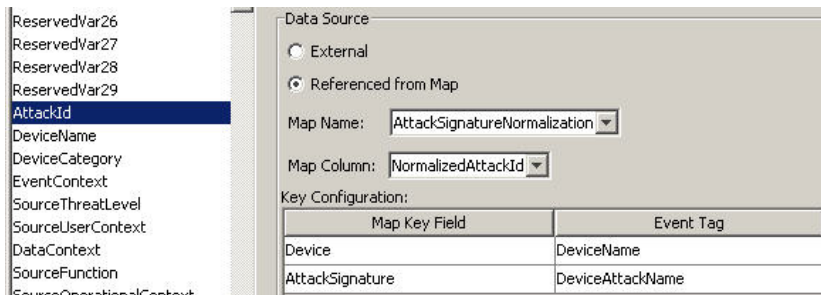 ReservedVar26
ReservedVar27
ReservedVar28
ReservedVar29
AttackId
DeviceName
DeviceCategory
EventContext
SourceThreatLevel
SourceUserContext
DataContext
SourceFunction
SourceOperationalContext
Data Source
External
Referenced from Map
Map Name: AttackSignatureNormalization
Map Column: NormalizedAttackId
Key Configuration:
Map Key Field Event Tag
Device DeviceName
AttackSignature DeviceAttackName